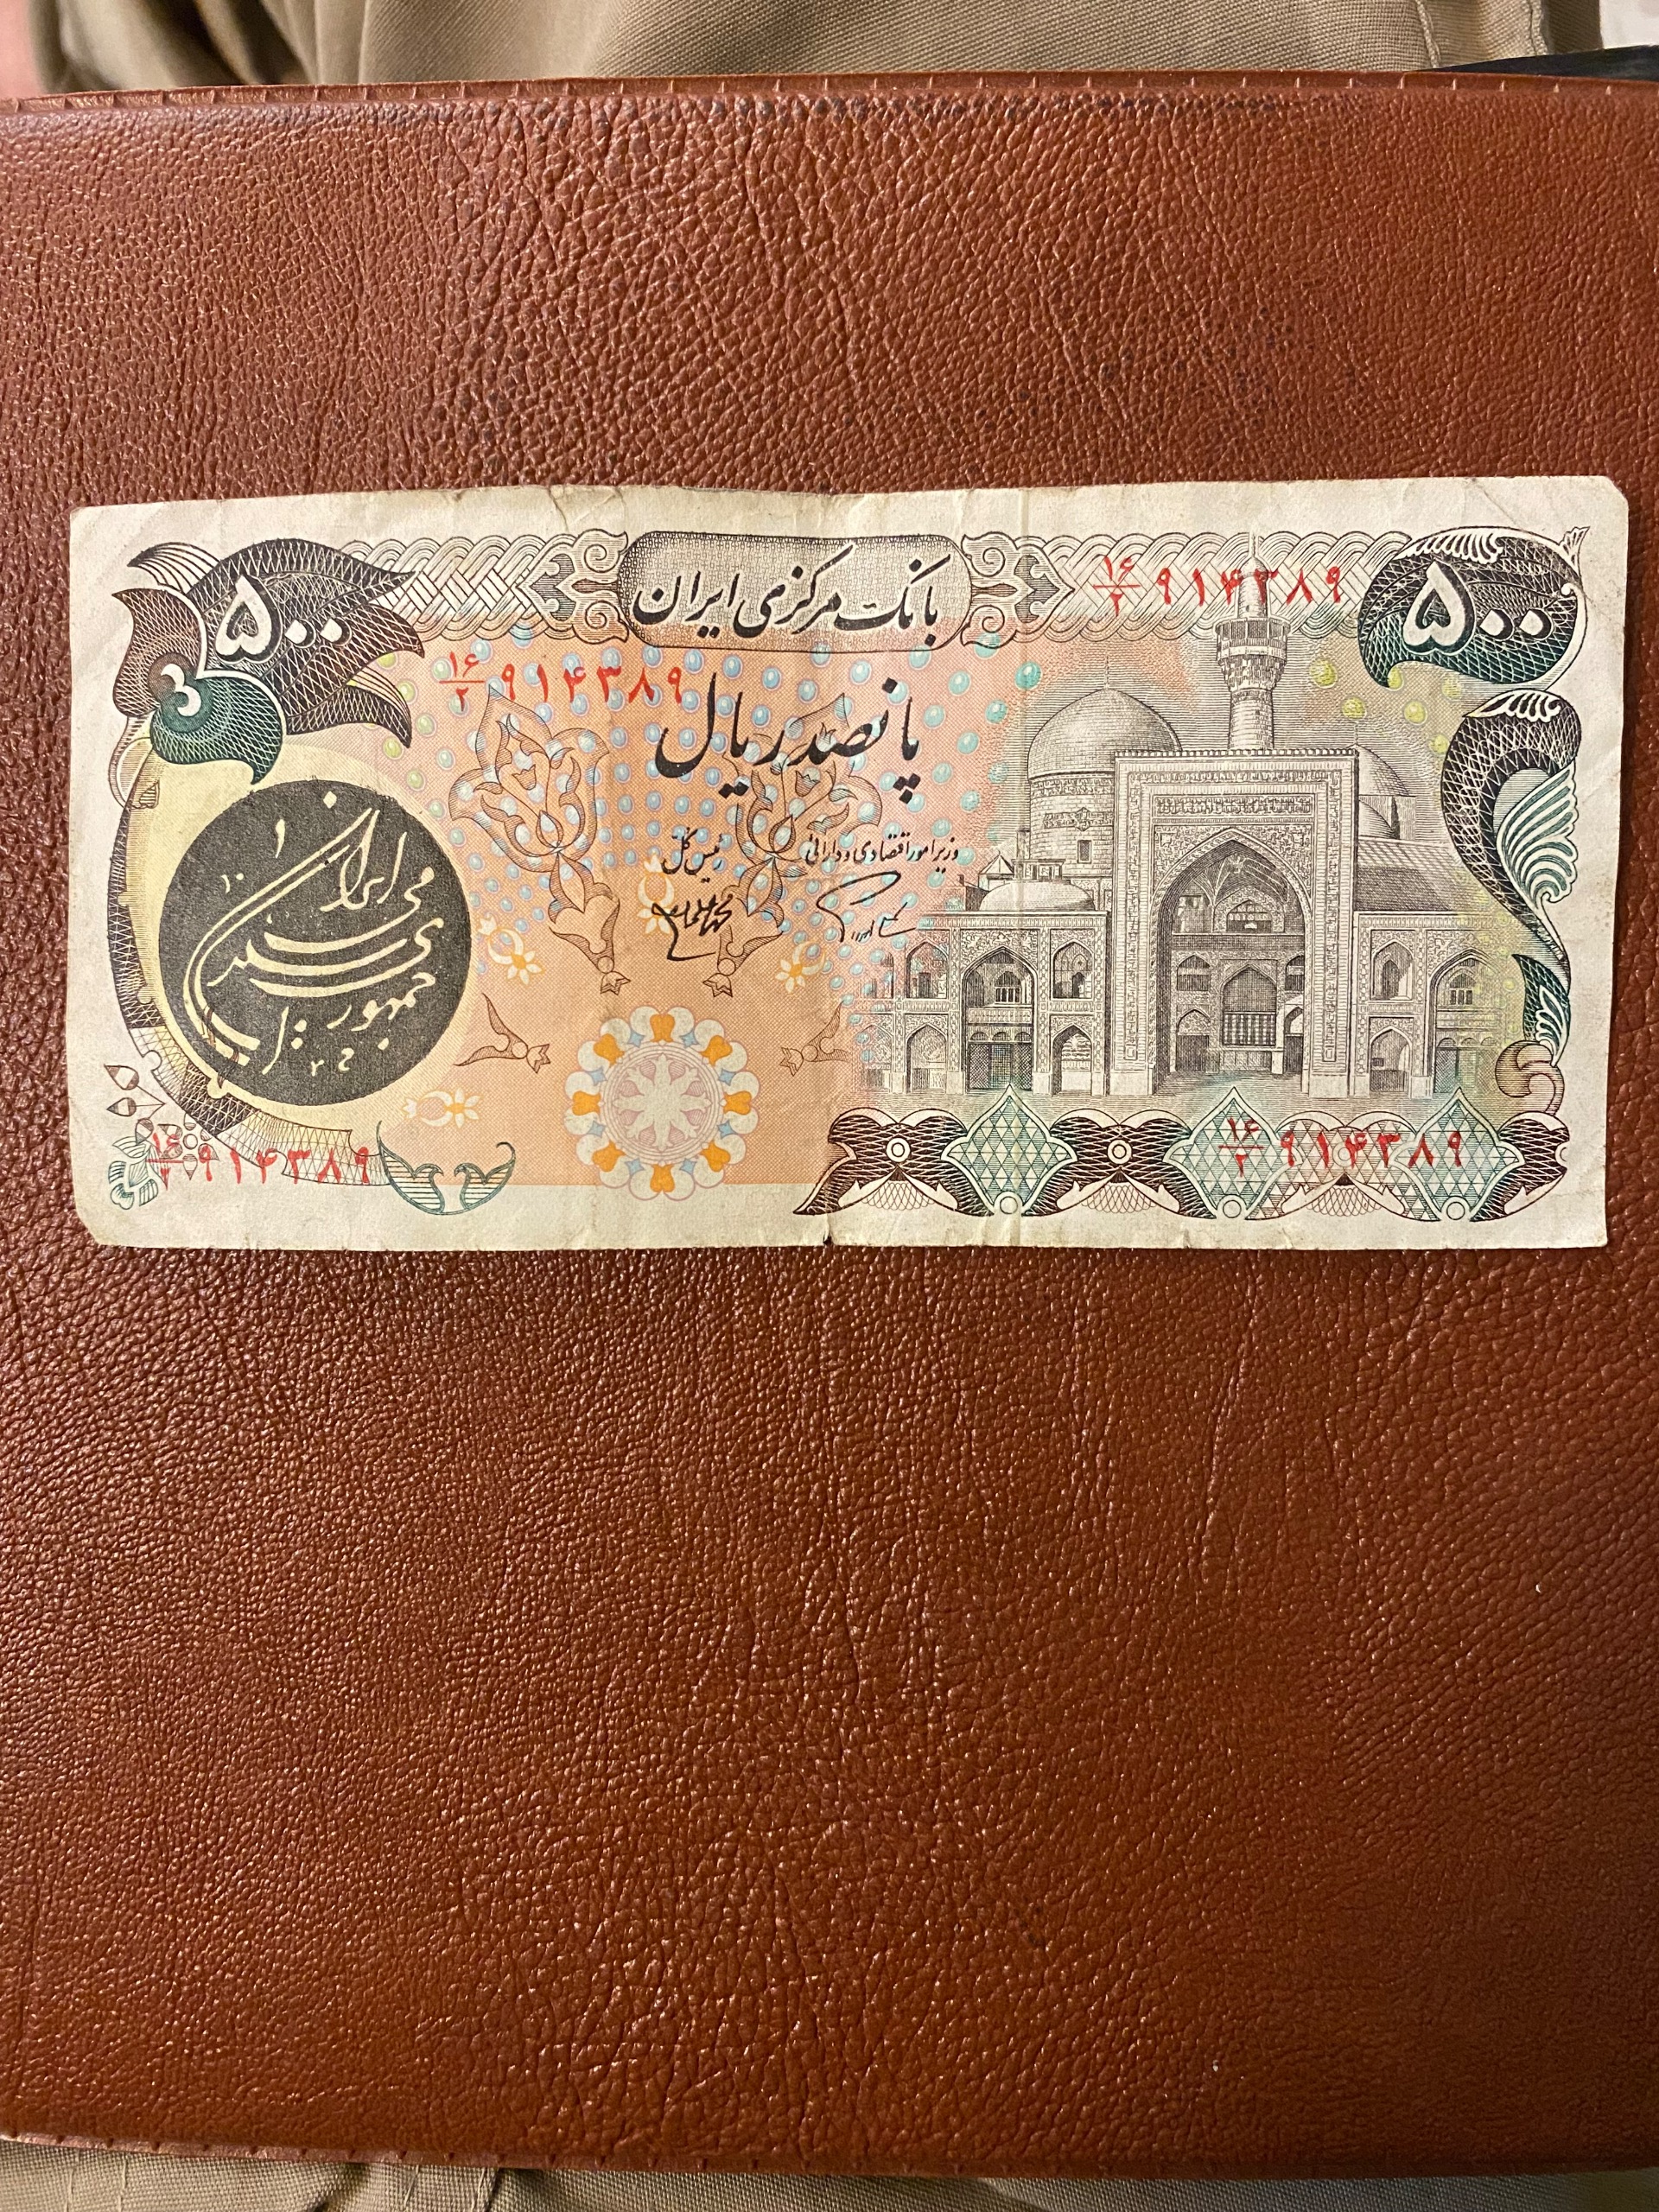 بانک مرکزی ایران
۵۰۰
۱۶/۲ ۹۱۴۳۸۹
۵۰۰
۱۶/۲ ۹۱۴۳۸۹
پانصد ریال
وزیر امور اقتصادی و دارائی
رئیس کل
جمهوری اسلامی ایران
۱۶/۲ ۹۱۴۳۸۹
۱۶/۲ ۹۱۴۳۸۹